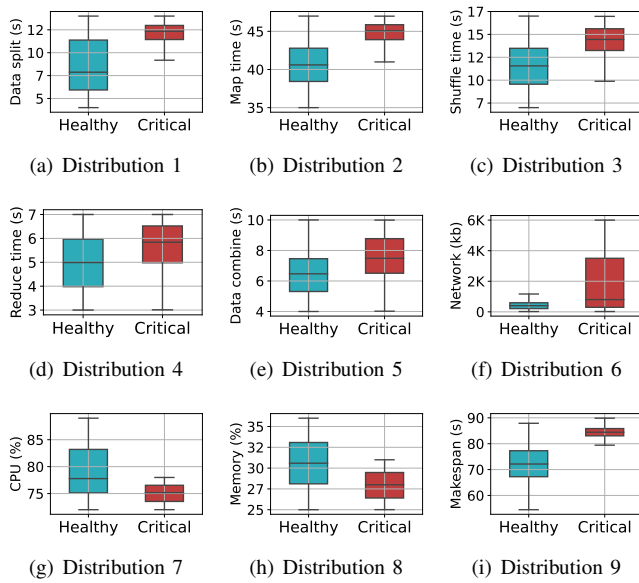 Data split (s)
12
10
7
5
Healthy Critical
(a) Distribution 1
Map time (s)
45
40
35
Healthy Critical
(b) Distribution 2
Shuffle time (s)
17
15
12
10
7
Healthy Critical
(c) Distribution 3
Reduce time (s)
7
6
5
4
3
Healthy Critical
(d) Distribution 4
Data combine (s)
10
8
6
4
Healthy Critical
(e) Distribution 5
Network (kb)
6K
4K
2K
0
Healthy Critical
(f) Distribution 6
CPU (%)
85
80
75
Healthy Critical
(g) Distribution 7
Memory (%)
35
32
30
27
25
Healthy Critical
(h) Distribution 8
Makespan (s)
90
80
70
60
Healthy Critical
(i) Distribution 9